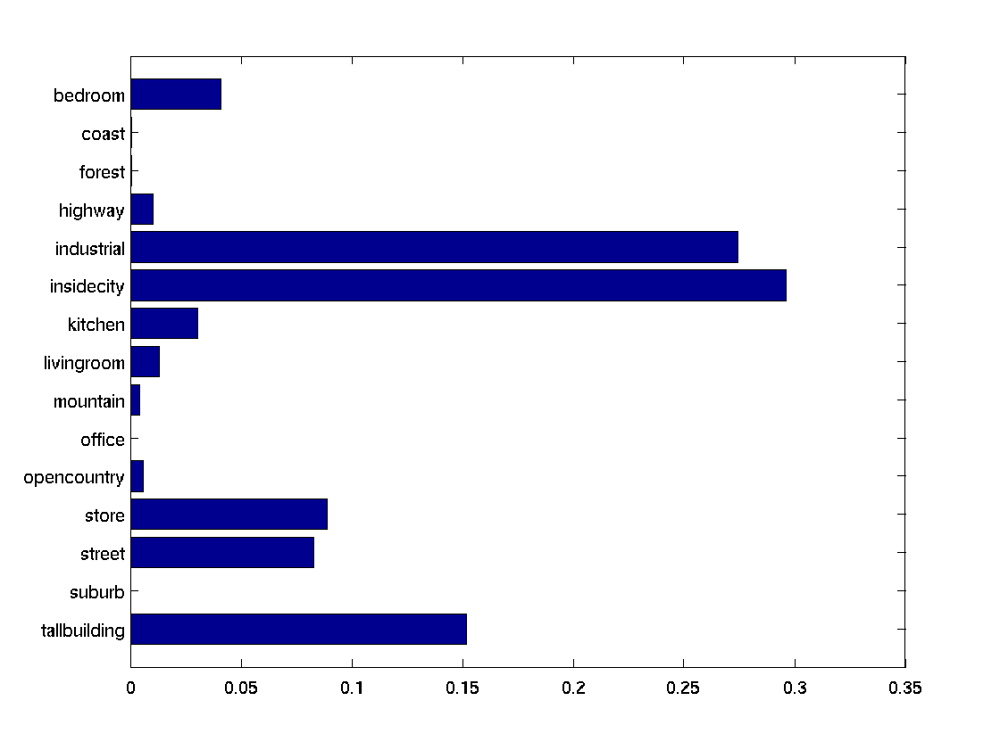 bedroom
coast
forest
highway
industrial
insidecity
kitchen
livingroom
mountain
office
opencountry
store
street
suburb
tallbuilding
0 0.05 0.1 0.15 0.2 0.25 0.3 0.35